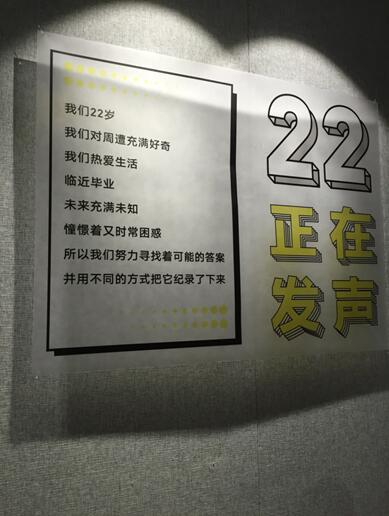 我们22岁
我们对周遭充满好奇
我们热爱生活
临近毕业
未来充满未知
憧憬着又时常困惑
所以我们努力寻找着可能的答案
并用不同的方式把它纪录了下来
22
正在
发声